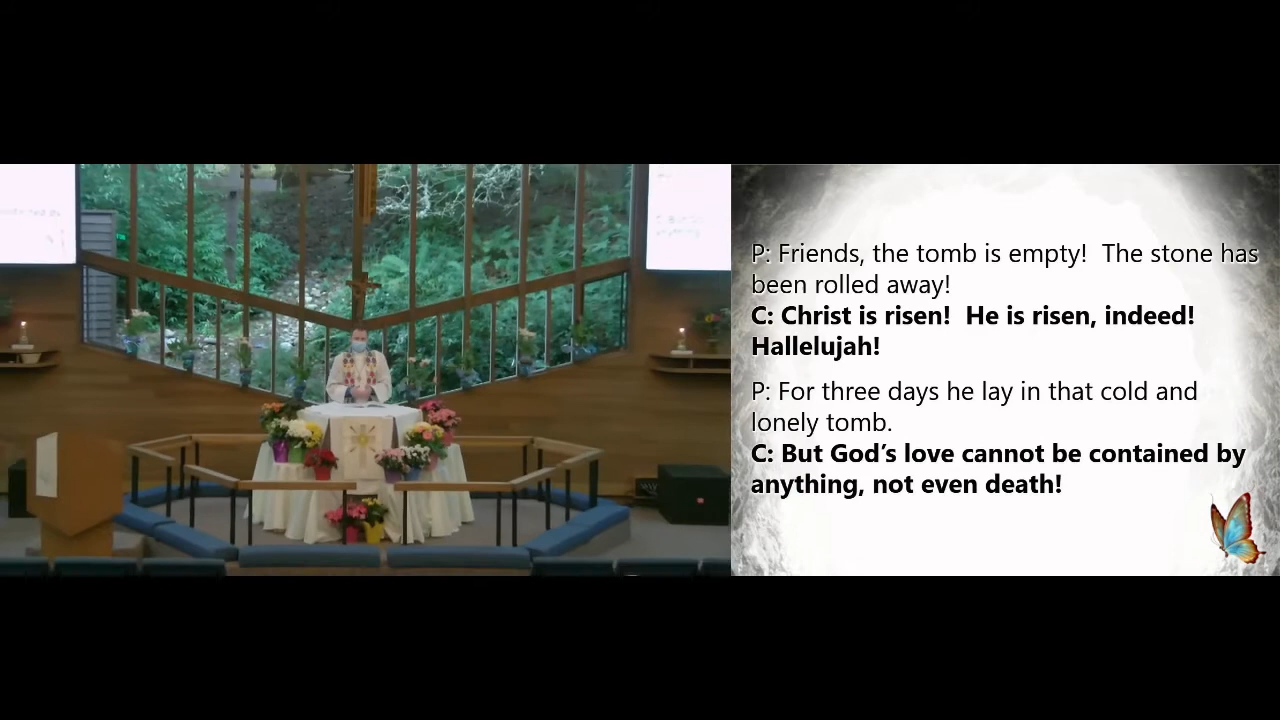 P: Friends, the tomb is empty!  The stone has
been rolled away!
C: Christ is risen!  He is risen, indeed!
Hallelujah!
P: For three days he lay in that cold and
lonely tomb.
C: But God’s love cannot be contained by
anything, not even death!